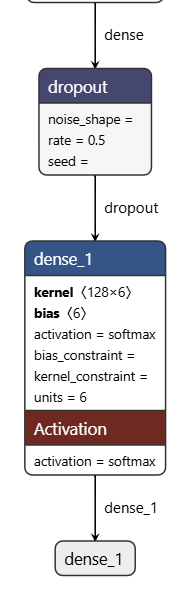 dense
dropout
noise_shape =
rate = 0.5
seed =
dropout
dense_1
kernel 〈128×6〉
bias 〈6〉
activation = softmax
bias_constraint =
kernel_constraint =
units = 6
Activation
activation = softmax
dense_1
dense_1